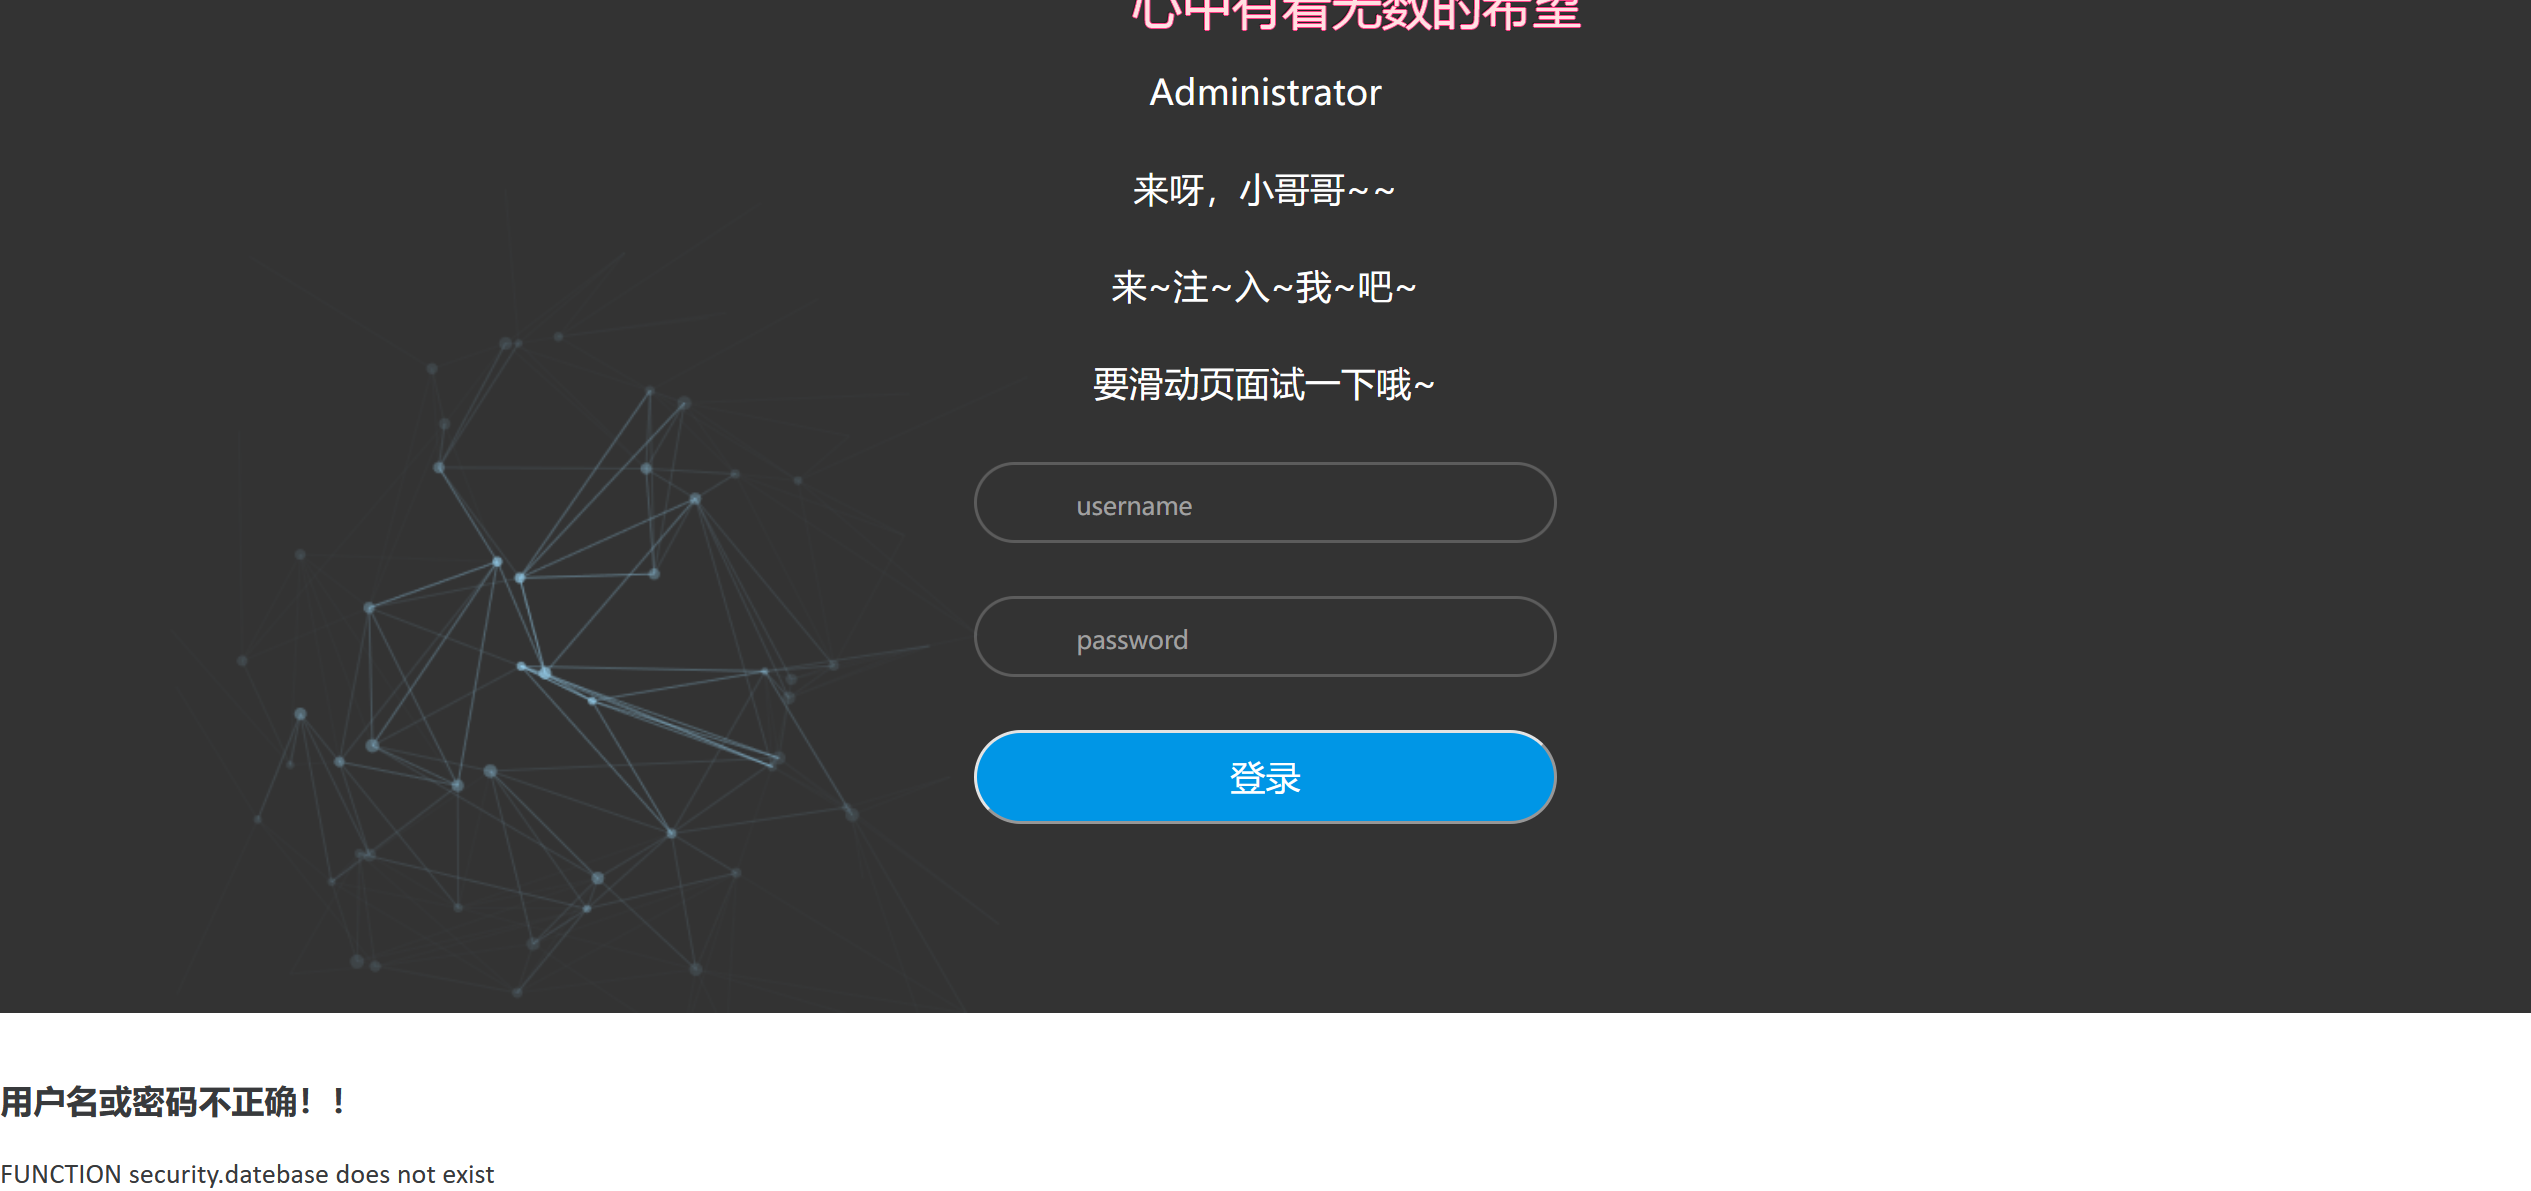 心中有着无数的希望
Administrator
来呀，小哥哥~~
来~注~入~我~吧~
要滑动页面试一下哦~
username
password
登录
用户名或密码不正确！！
FUNCTION security.datebase does not exist